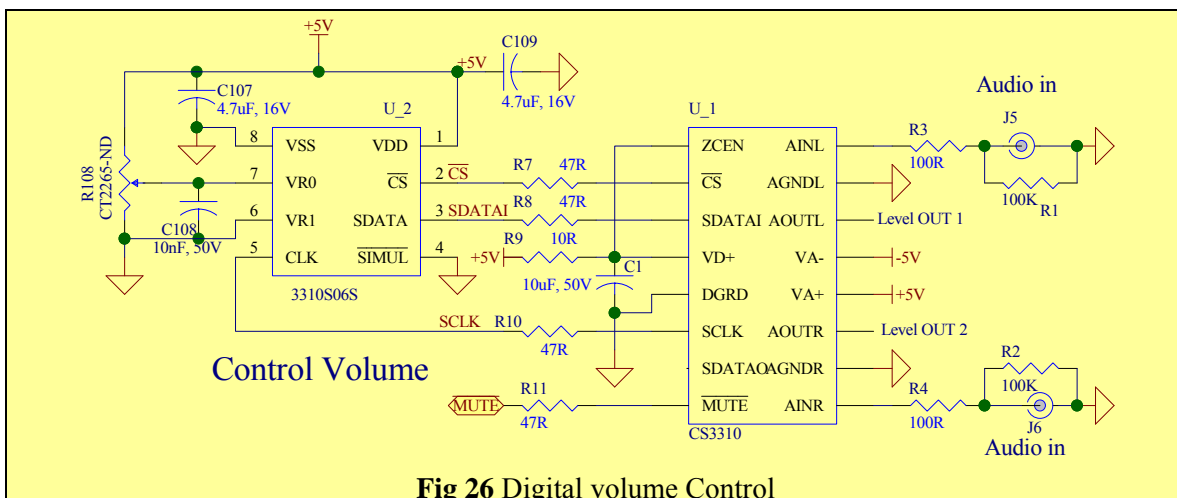 +5V
C109
+5V
4.7uF, 16V
C107
4.7uF, 16V
R108
CT2265-ND
C108
10nF, 50V
U_2
8 VSS VDD 1
7 VR0 CS 2
6 VR1 SDATA 3
5 CLK SIMUL 4
3310S06S
CS R7 47R
SDATAI R8 47R
+5V R9 10R
C1
10uF, 50V
SCLK R10
47R
Control Volume
MUTE R11
47R
U_1
ZCEN AINL
CS AGNDL
SDATAI AOUTL
VD+ VA-
DGRD VA+
SCLK AOUTR
SDATAO AGNDR
MUTE AINR
CS3310
Audio in
J5
R3
100R
100K
R1
Level OUT 1
-5V
+5V
Level OUT 2
R2
100K
R4
100R
J6
Audio in
Fig 26 Digital volume Control